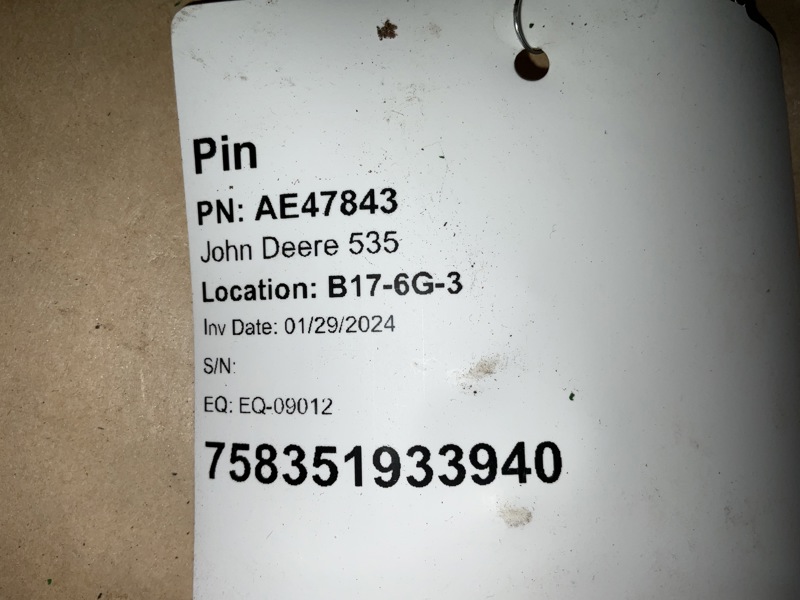 Pin
PN: AE47843
John Deere 535
Location: B17-6G-3
Inv Date: 01/29/2024
S/N:
EQ: EQ-09012
758351933940